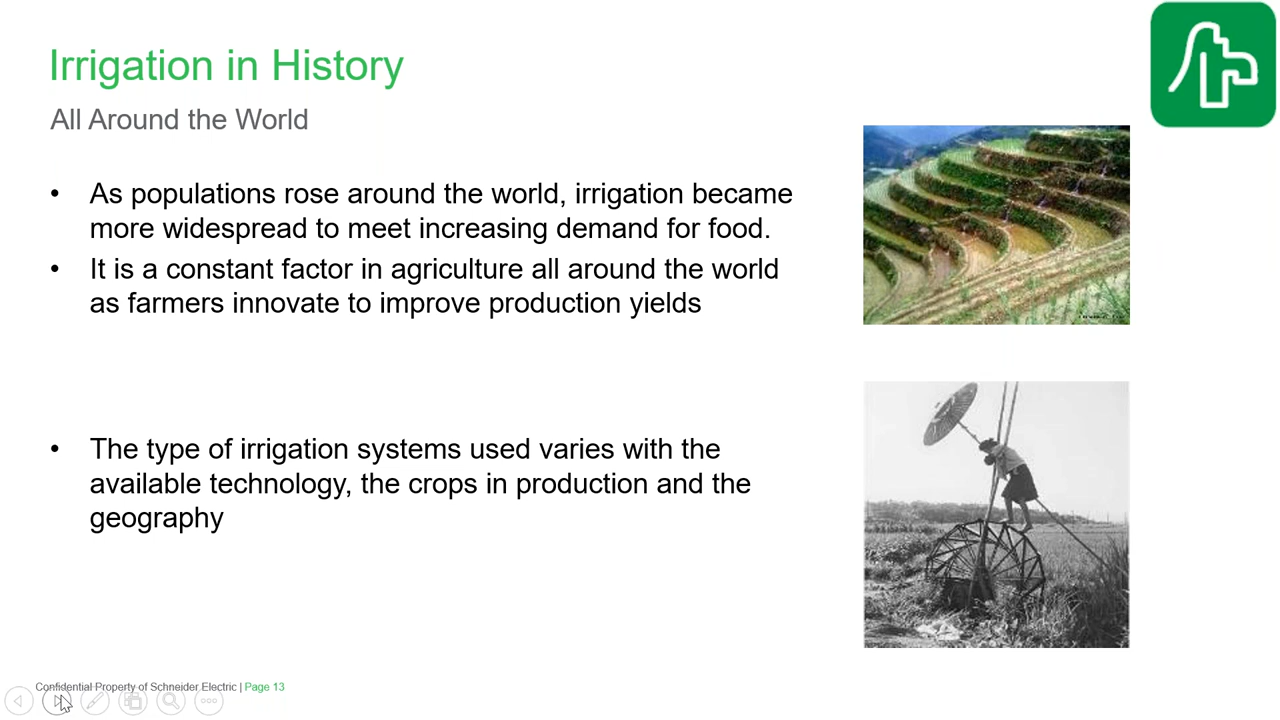 Irrigation in History
All Around the World
• As populations rose around the world, irrigation became
more widespread to meet increasing demand for food.
• It is a constant factor in agriculture all around the world
as farmers innovate to improve production yields
• The type of irrigation systems used varies with the
available technology, the crops in production and the
geography
Confidential Property of Schneider Electric | Page 13